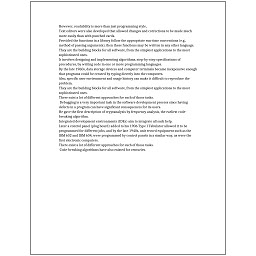 However, readability is more than just programming style.
Text editors were also developed that allowed changes and corrections to be made much
more easily than with punched cards.
Provided the functions in a library follow the appropriate run-time conventions (e.g.,
method of passing arguments), then these functions may be written in any other language.
They are the building blocks for all software, from the simplest applications to the most
sophisticated ones.
It involves designing and implementing algorithms, step-by-step specifications of
procedures, by writing code in one or more programming languages.
By the late 1960s, data storage devices and computer terminals became inexpensive enough
that programs could be created by typing directly into the computers.
Also, specific user environment and usage history can make it difficult to reproduce the
problem.
They are the building blocks for all software, from the simplest applications to the most
sophisticated ones.
There exist a lot of different approaches for each of those tasks.
Debugging is a very important task in the software development process since having
defects in a program can have significant consequences for its users.
He gave the first description of cryptanalysis by frequency analysis, the earliest code-
breaking algorithm.
Integrated development environments (IDEs) aim to integrate all such help.
Later a control panel (plug board) added to his 1906 Type I Tabulator allowed it to be
programmed for different jobs, and by the late 1940s, unit record equipment such as the
IBM 602 and IBM 604, were programmed by control panels in a similar way, as were the
first electronic computers.
There exist a lot of different approaches for each of those tasks.
Code-breaking algorithms have also existed for centuries.